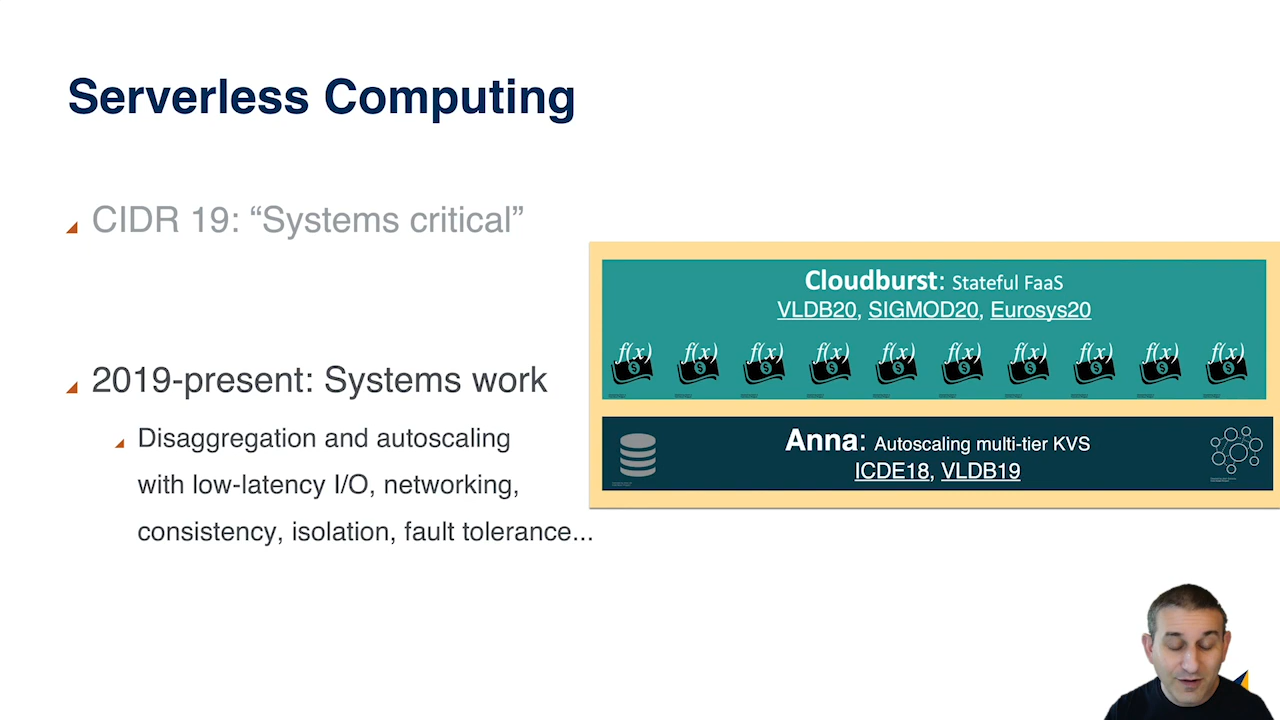 Serverless Computing
CIDR 19: “Systems critical”
2019-present: Systems work
Disaggregation and autoscaling
with low-latency I/O, networking,
consistency, isolation, fault tolerance...
Cloudburst: Stateful FaaS
VLDB20, SIGMOD20, Eurosys20
f(x) f(x) f(x) f(x) f(x) f(x) f(x) f(x) f(x) f(x)
Anna: Autoscaling multi-tier KVS
ICDE18, VLDB19